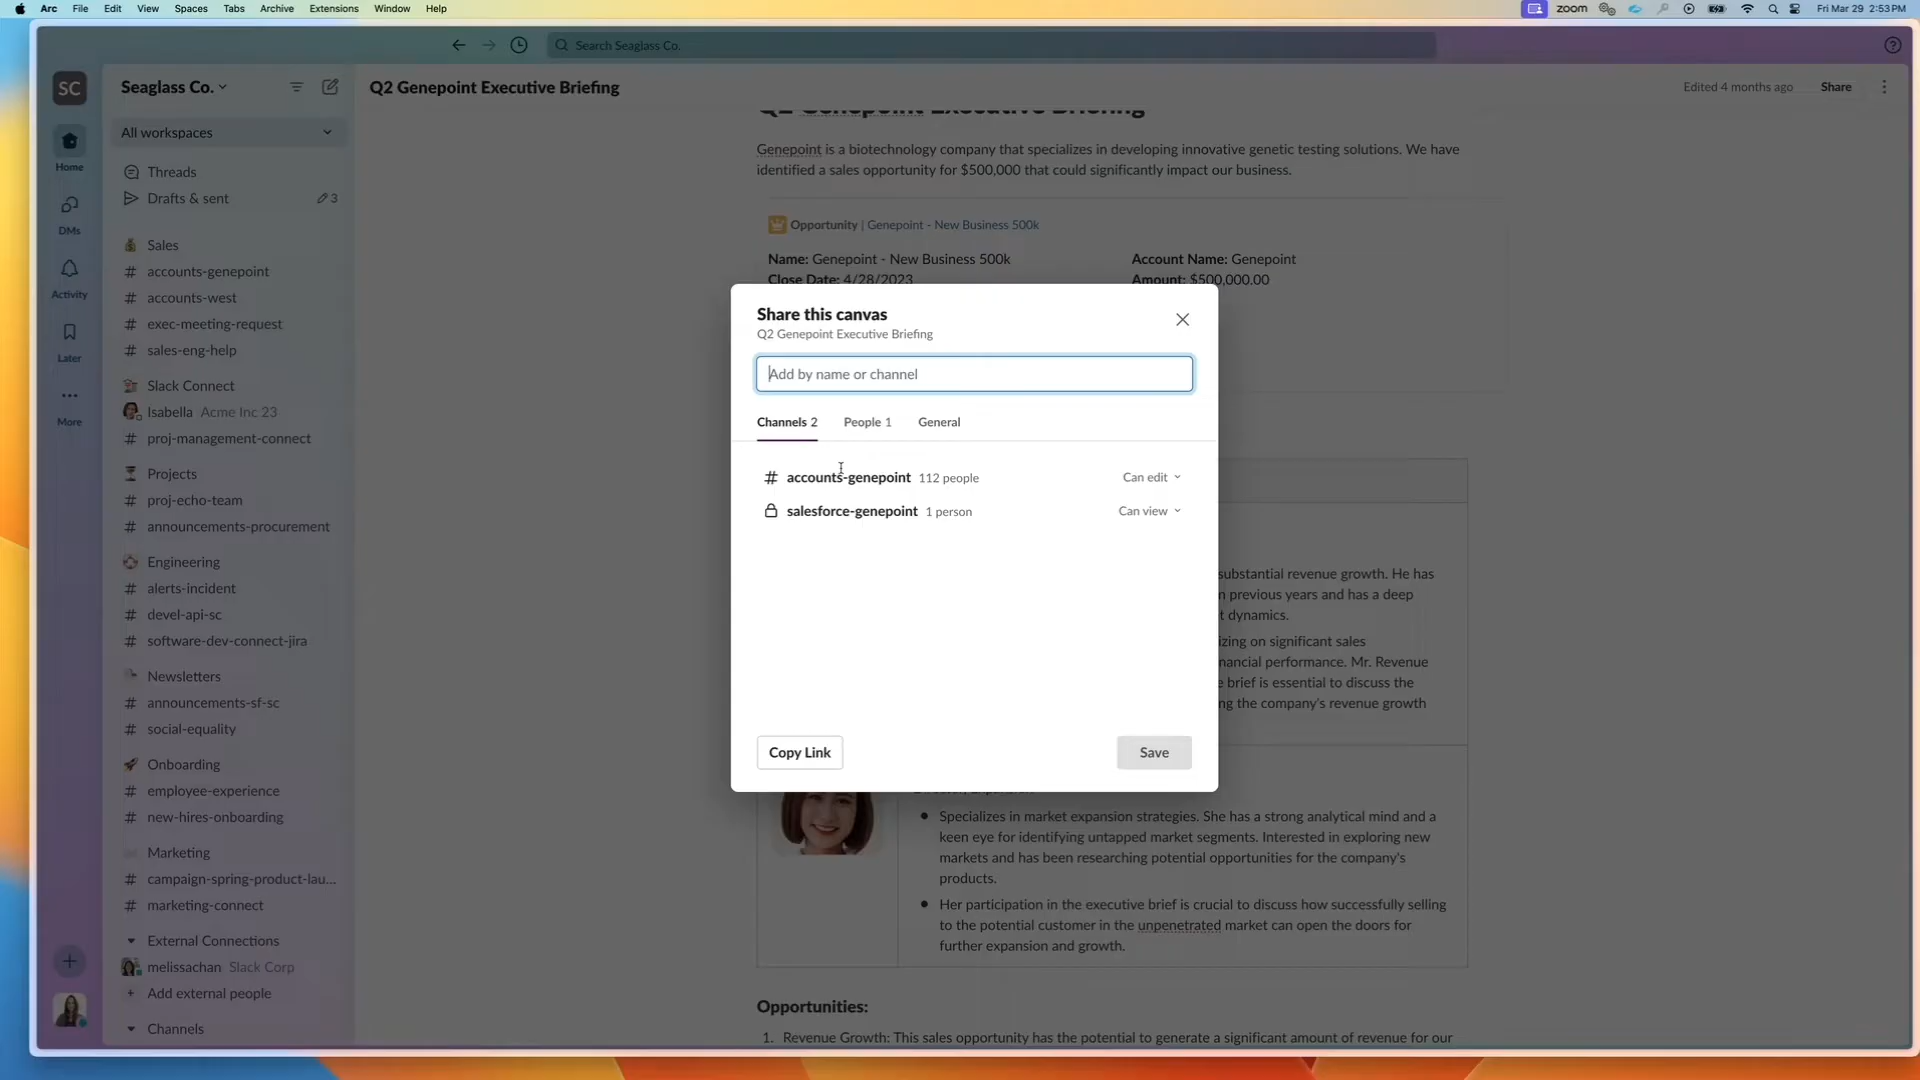 Arc File Edit View Spaces Tabs Archive Extensions Window Help
zoom
Fri Mar 29 2:53 PM
Search Seaglass Co.
SC
Home
DMs
Activity
Later
More
Seaglass Co.
All workspaces
Threads
Drafts & sent 3
Sales
# accounts-genepoint
# accounts-west
# exec-meeting-request
# sales-eng-help
Slack Connect
Isabella Acme Inc 23
# proj-management-connect
Projects
# proj-echo-team
# announcements-procurement
Engineering
# alerts-incident
# devel-api-sc
# software-dev-connect-jira
Newsletters
# announcements-sf-sc
# social-equality
Onboarding
# employee-experience
# new-hires-onboarding
Marketing
# campaign-spring-product-lau...
# marketing-connect
External Connections
melissachan Slack Corp
+ Add external people
Channels
Q2 Genepoint Executive Briefing
Edited 4 months ago Share
Q2 Genepoint Executive Briefing
Genepoint is a biotechnology company that specializes in developing innovative genetic testing solutions. We have
identified a sales opportunity for $500,000 that could significantly impact our business.
Opportunity | Genepoint - New Business 500k
Name: Genepoint - New Business 500k
Account Name: Genepoint
Close Date: 4/28/2023
Amount: $500,000.00
Share this canvas
Q2 Genepoint Executive Briefing
Add by name or channel
Channels 2 People 1 General
# accounts-genepoint 112 people Can edit
salesforce-genepoint 1 person Can view
Copy Link
Save
substantial revenue growth. He has
n previous years and has a deep
t dynamics.
izing on significant sales
nancial performance. Mr. Revenue
e brief is essential to discuss the
ng the company's revenue growth
• Specializes in market expansion strategies. She has a strong analytical mind and a
keen eye for identifying untapped market segments. Interested in exploring new
markets and has been researching potential opportunities for the company's
products.
• Her participation in the executive brief is crucial to discuss how successfully selling
to the potential customer in the unpenetrated market can open the doors for
further expansion and growth.
Opportunities:
1. Revenue Growth: This sales opportunity has the potential to generate a significant amount of revenue for our